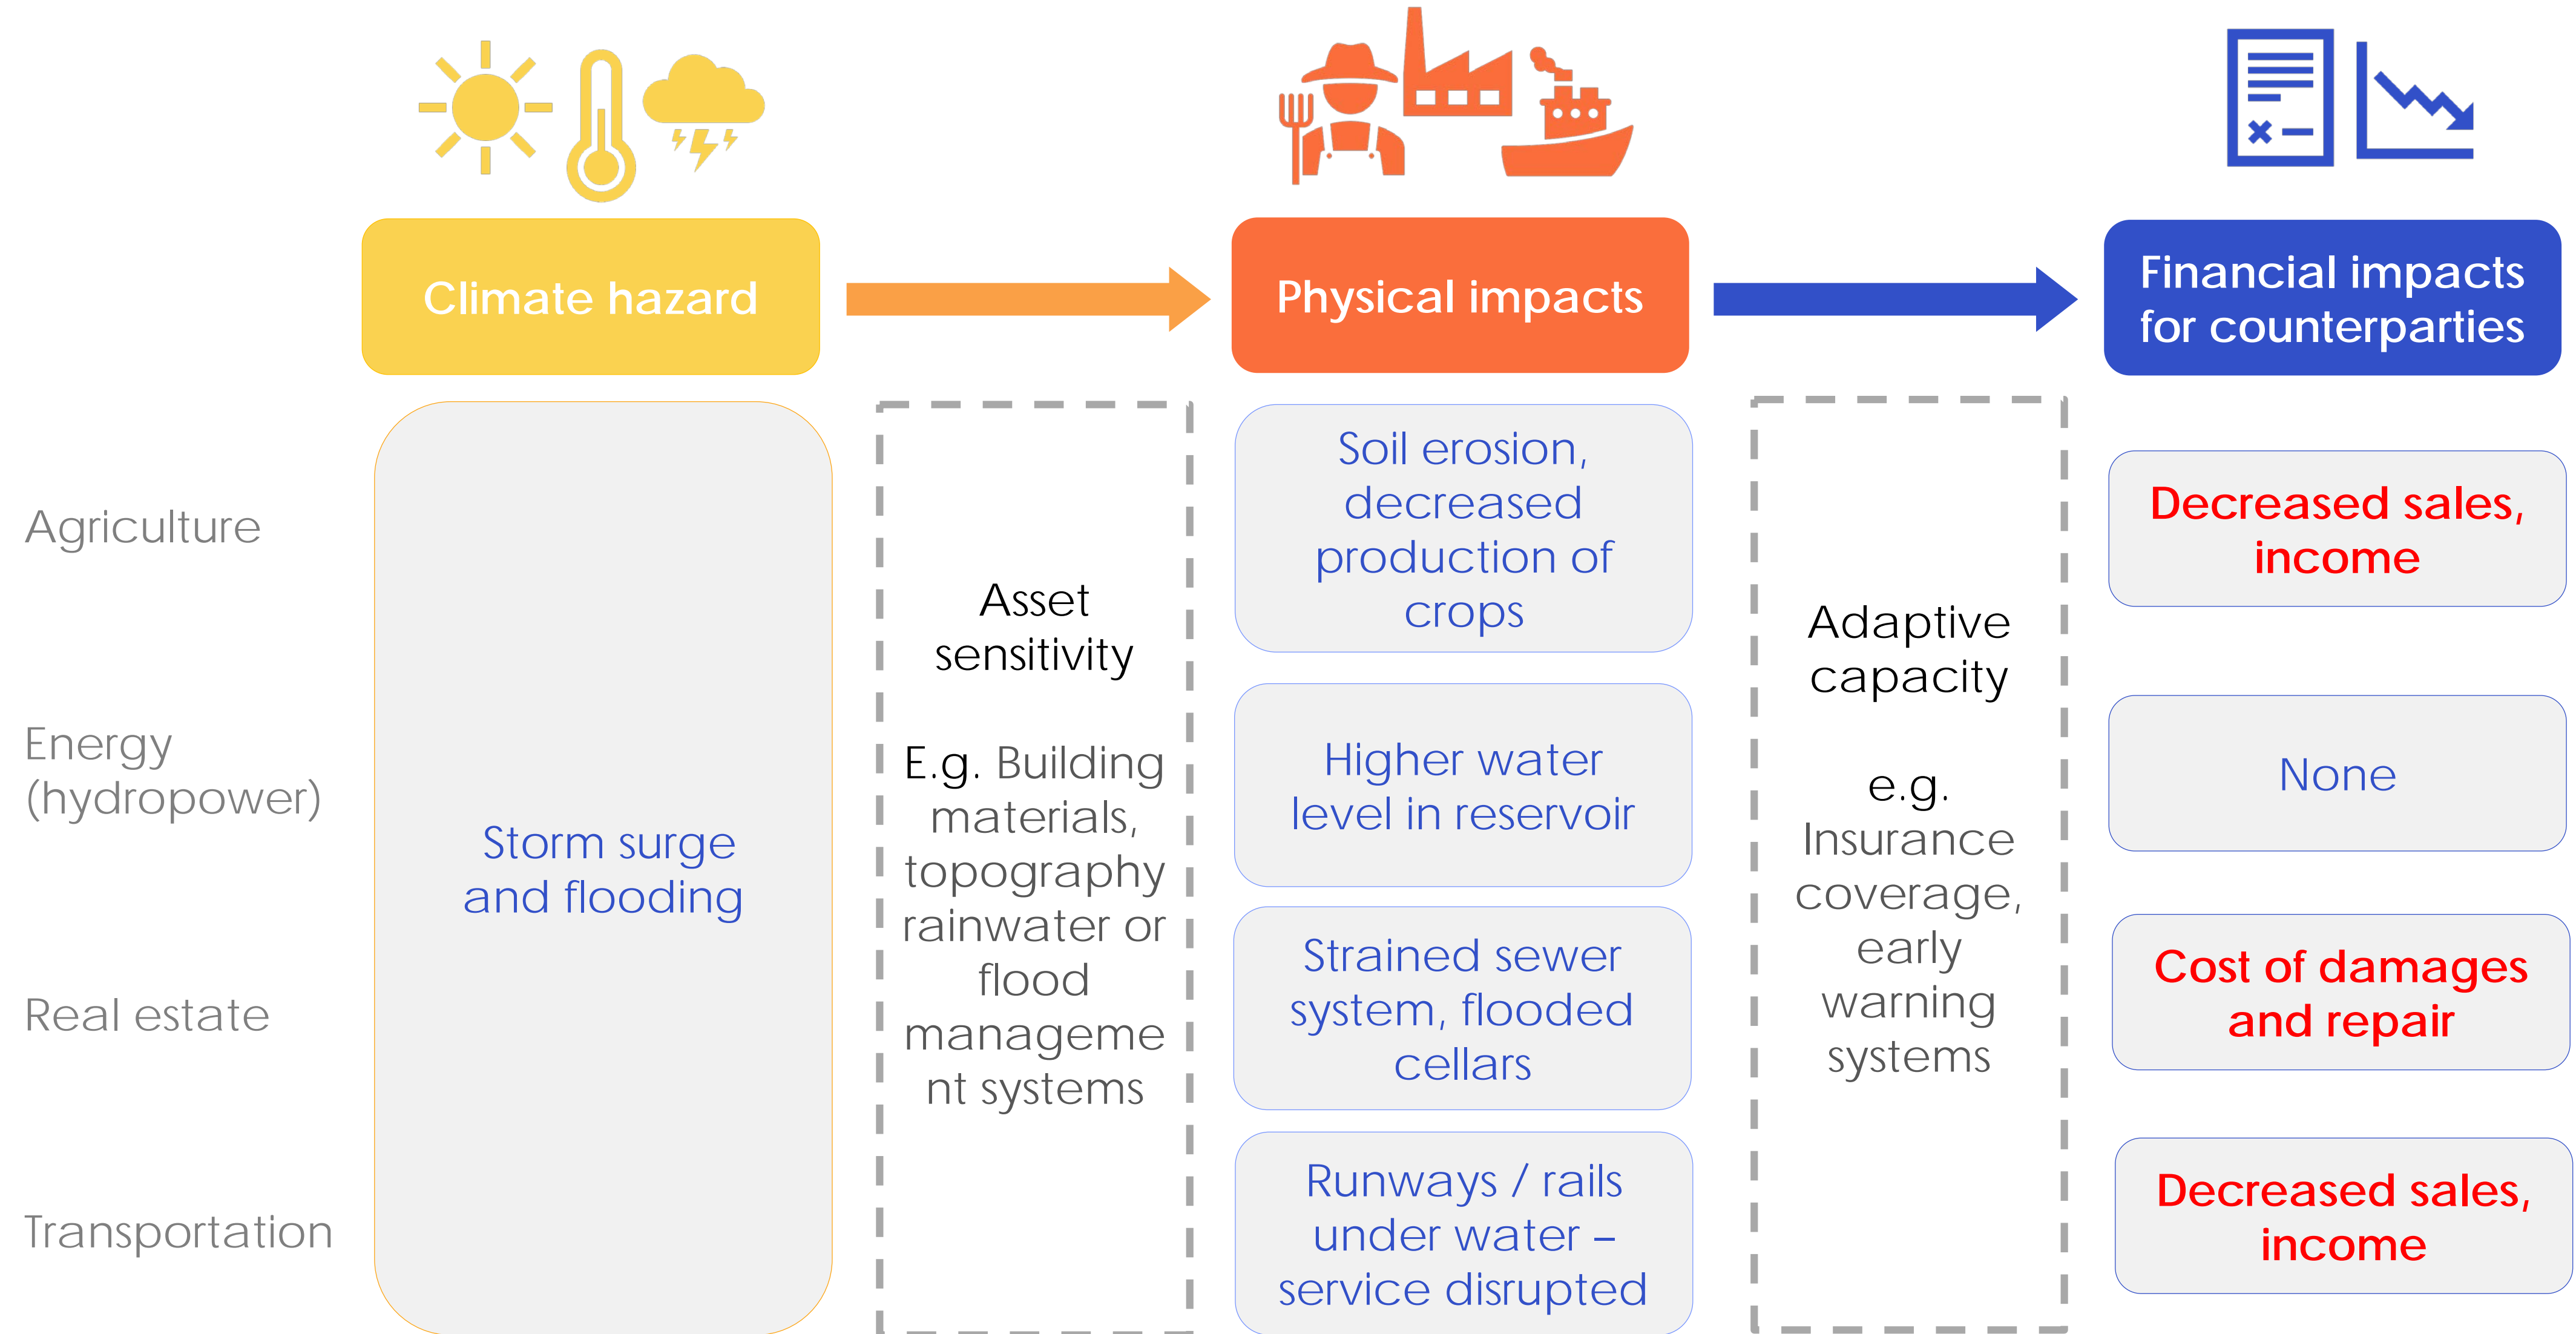 Climate hazard
Physical impacts
Financial impacts
for counterparties
Agriculture
Energy
(hydropower)
Real estate
Transportation
Storm surge
and flooding
Asset
sensitivity
E.g. Building
materials,
topography
rainwater or
flood
manageme
nt systems
Soil erosion,
decreased
production of
crops
Higher water
level in reservoir
Strained sewer
system, flooded
cellars
Runways / rails
under water –
service disrupted
Adaptive
capacity
e.g.
Insurance
coverage,
early
warning
systems
Decreased sales,
income
None
Cost of damages
and repair
Decreased sales,
income